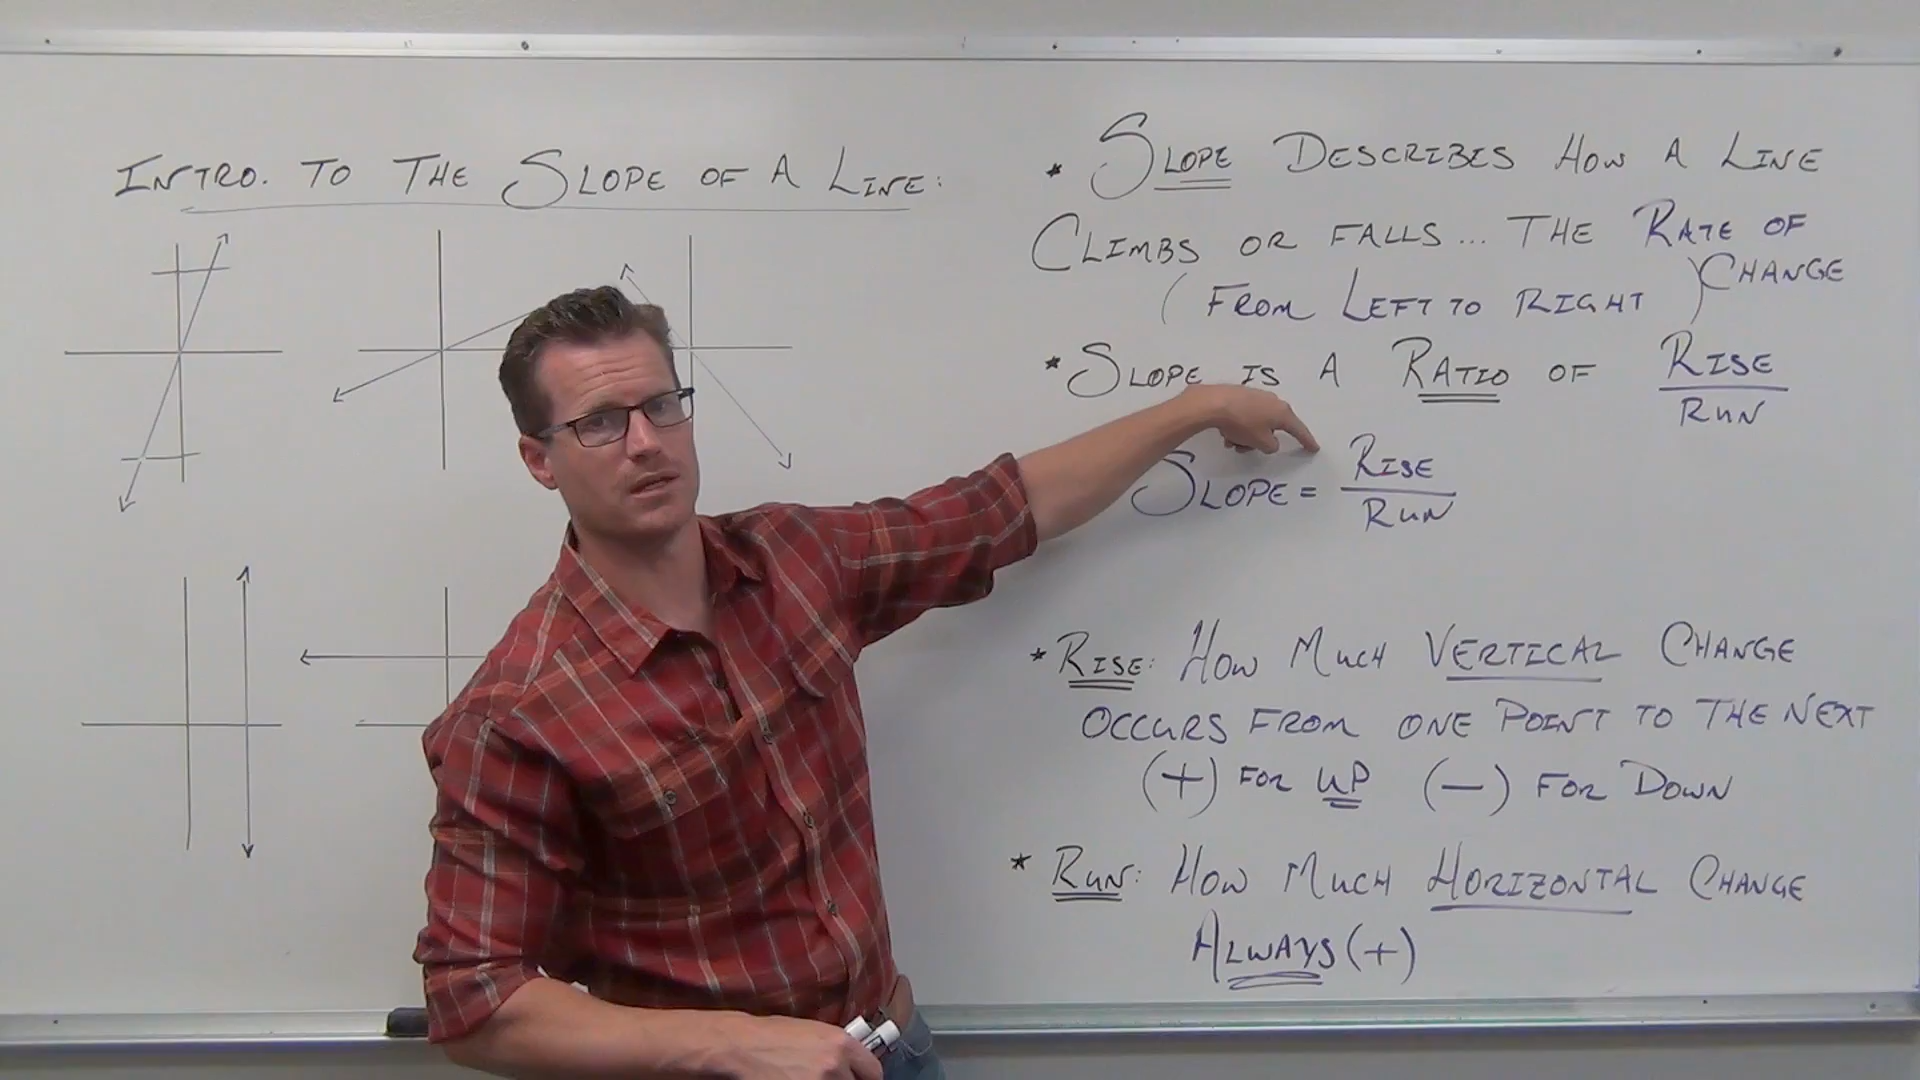 INTRO. TO THE SLOPE OF A LINE:
* SLOPE DESCRIBES HOW A LINE
CLIMBS OR FALLS... THE RATE OF
CHANGE
(FROM LEFT TO RIGHT)
* SLOPE IS A RATIO OF RISE
RUN
SLOPE = RISE
RUN
* RISE: HOW MUCH VERTICAL CHANGE
OCCURS FROM ONE POINT TO THE NEXT
(+) FOR UP (-) FOR DOWN
* RUN: HOW MUCH HORIZONTAL CHANGE
ALWAYS (+)